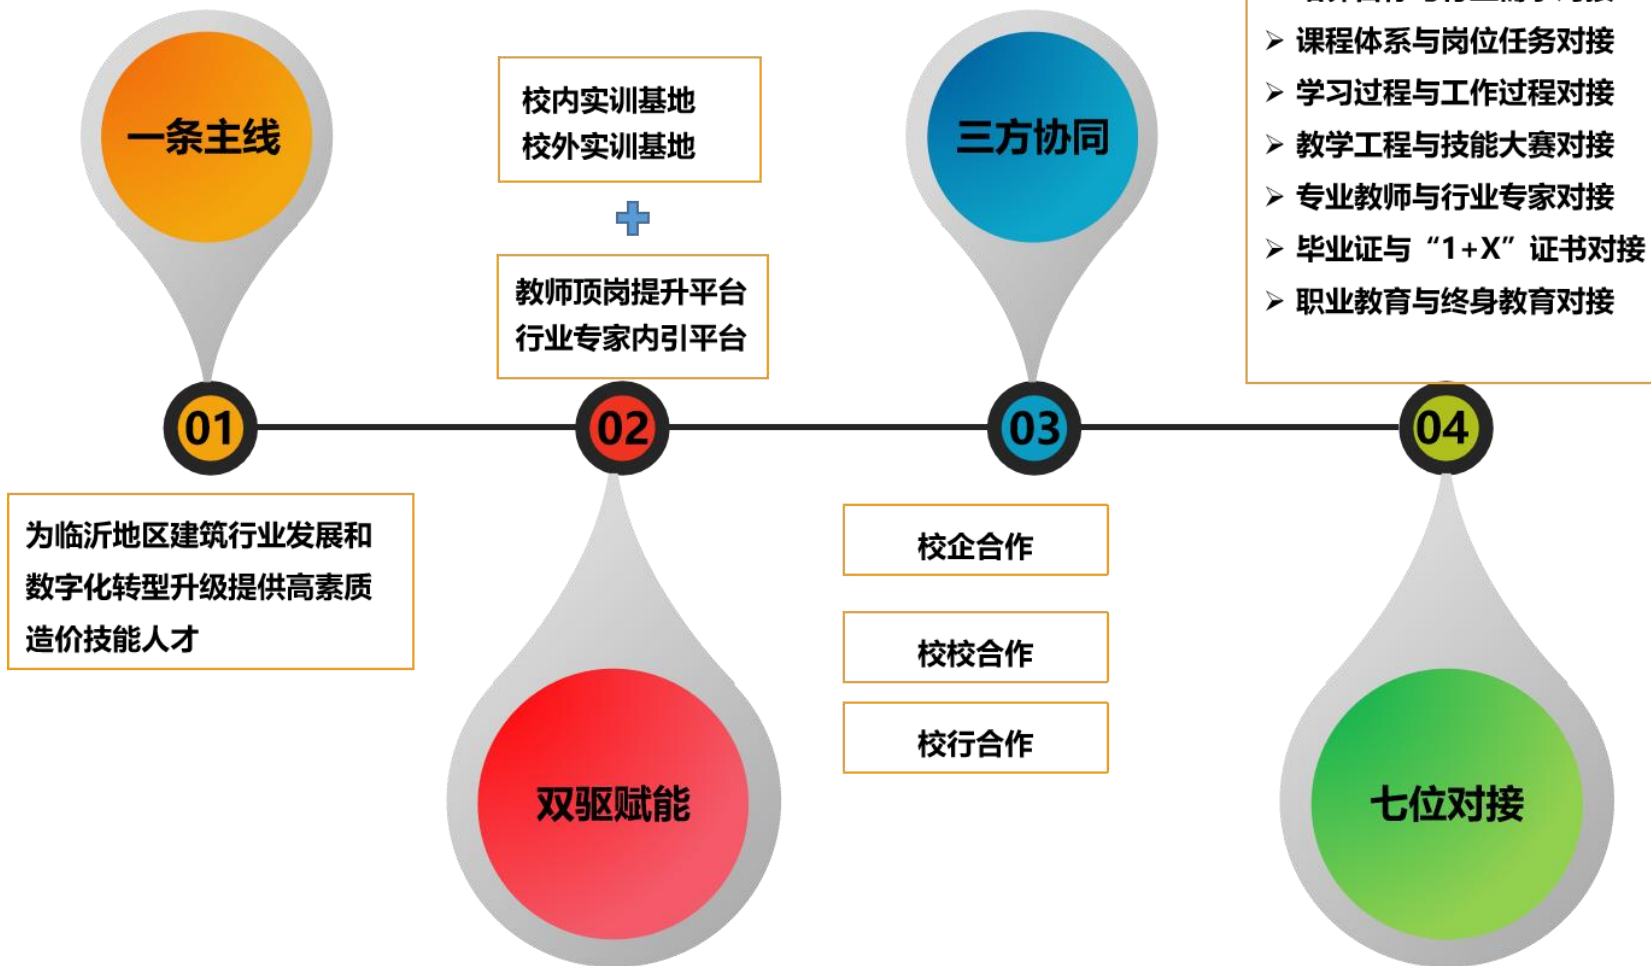 一条主线
校内实训基地
校外实训基地
教师顶岗提升平台
行业专家内引平台
三方协同
课程体系与岗位任务对接
学习过程与工作过程对接
教学工程与技能大赛对接
专业教师与行业专家对接
毕业证与“1+X”证书对接
职业教育与终身教育对接
01
02
03
04
为临沂地区建筑行业发展和
数字化转型升级提供高素质
造价技能人才
校企合作
校校合作
校行合作
双驱赋能
七位对接